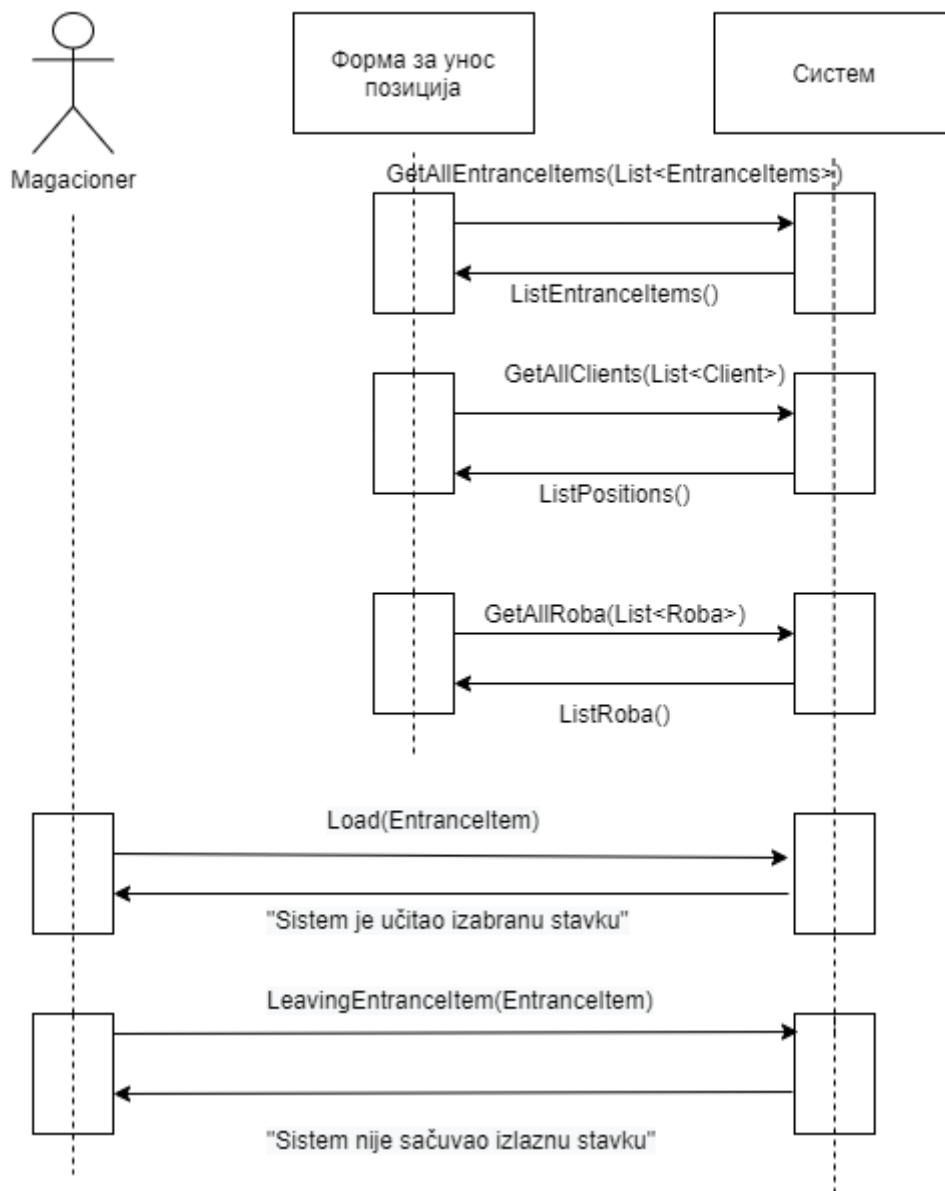 Форма за унос
позиција
Систем
Magacioner
GetAllEntranceItems(List<EntranceItems>)
ListEntranceItems()
GetAllClients(List<Client>)
ListPositions()
GetAllRoba(List<Roba>)
ListRoba()
Load(EntranceItem)
"Sistem je učitao izabranu stavku"
LeavingEntranceItem(EntranceItem)
"Sistem nije sačuvao izlaznu stavku"